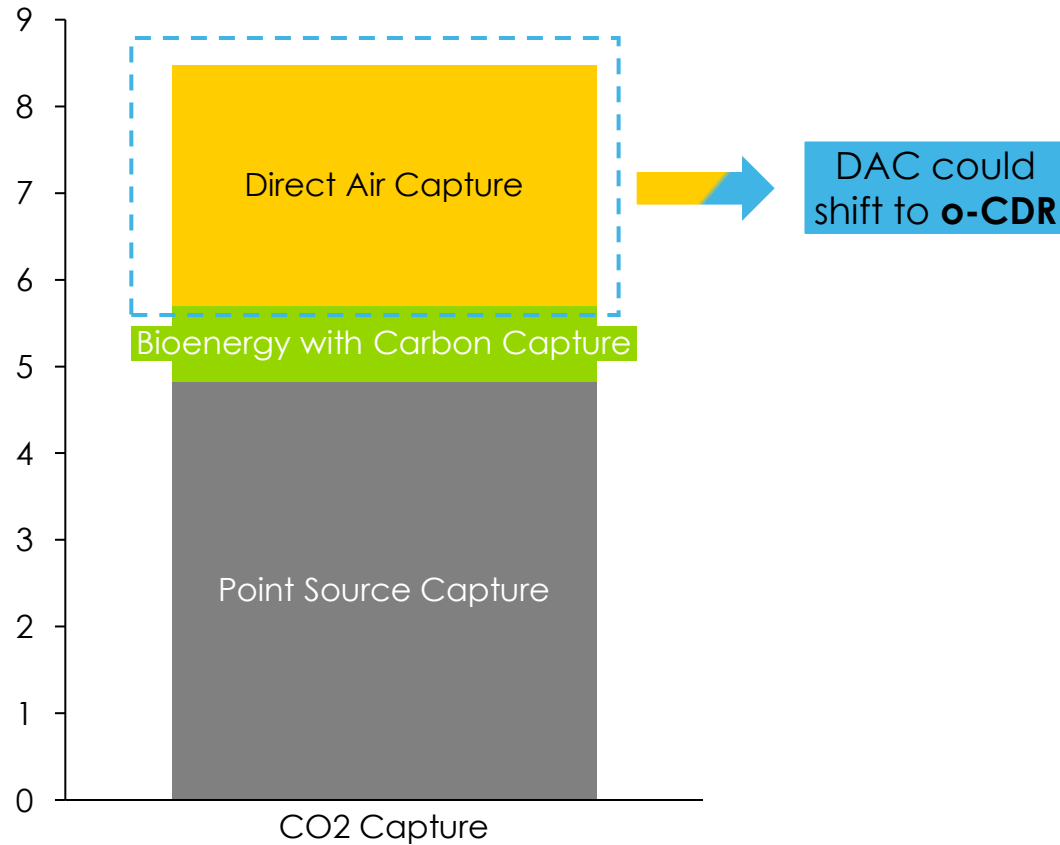 9
8
7
6
5
4
3
2
1
0
Direct Air Capture
Bioenergy with Carbon Capture
Point Source Capture
CO2 Capture
DAC could
shift to o-CDR